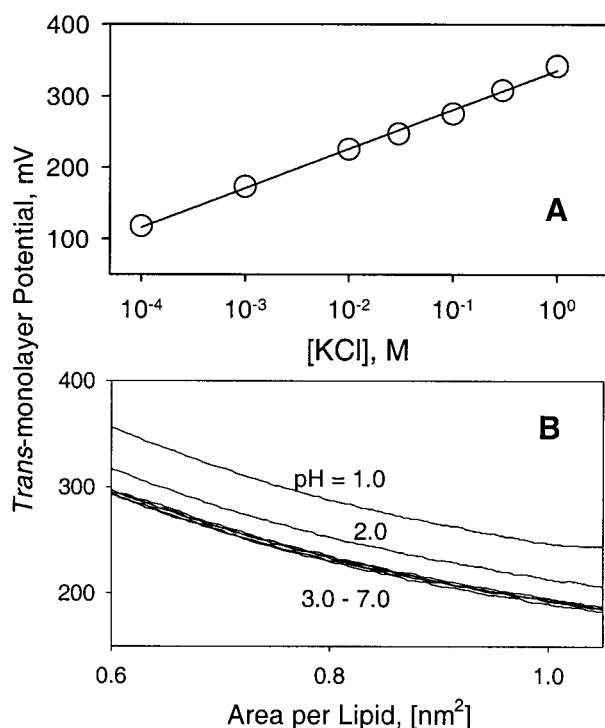 Trans-monolayer Potential, mV
400
300
200
100
A
10⁻⁴ 10⁻³ 10⁻² 10⁻¹ 10⁰
[KCl], M
400
300
200
B
pH = 1.0
2.0
3.0 - 7.0
0.6 0.8 1.0
Area per Lipid, [nm²]